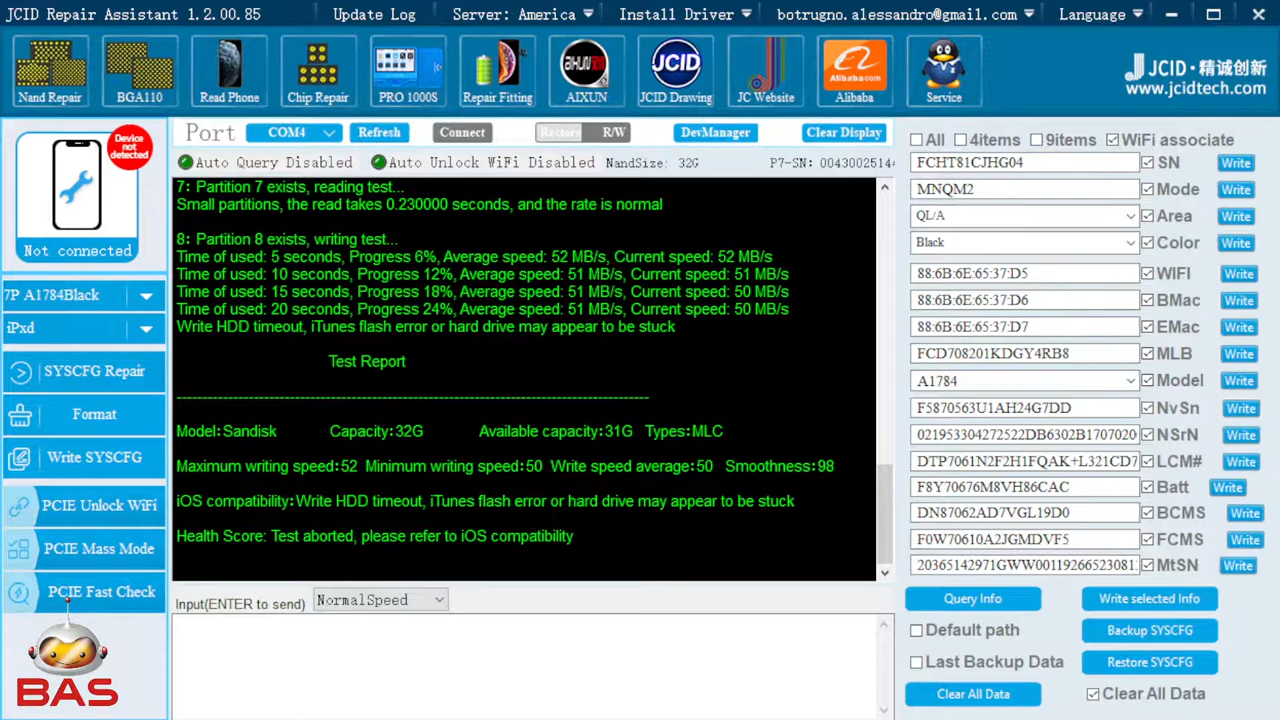 JCID Repair Assistant 1.2.00.85
Update Log
Server: America
Install Driver
botrugno.alessandro@gmail.com
Language
Nand Repair
BGA110
Read Phone
Chip Repair
PRO 1000S
Repair Fitting
AIXUN
JCID Drawing
JC Website
Alibaba
Service
JCID·精诚创新
www.jcidtech.com
Port
COM4
Refresh
Connect
Restore
R/W
DevManager
Clear Display
Auto Query Disabled
Auto Unlock WiFi Disabled
NandSize: 32G
P7-SN: 0043002514
Device not detected
Not connected
7P A1784Black
iPxd
SYSCFG Repair
Format
Write SYSCFG
PCIE Unlock WiFi
PCIE Mass Mode
PCIE Fast Check
BAS
7: Partition 7 exists, reading test...
Small partitions, the read takes 0.230000 seconds, and the rate is normal
8: Partition 8 exists, writing test...
Time of used: 5 seconds, Progress 6%, Average speed: 52 MB/s, Current speed: 52 MB/s
Time of used: 10 seconds, Progress 12%, Average speed: 51 MB/s, Current speed: 51 MB/s
Time of used: 15 seconds, Progress 18%, Average speed: 51 MB/s, Current speed: 50 MB/s
Time of used: 20 seconds, Progress 24%, Average speed: 51 MB/s, Current speed: 50 MB/s
Write HDD timeout, iTunes flash error or hard drive may appear to be stuck
Test Report
Model:Sandisk Capacity:32G Available capacity:31G Types:MLC
Maximum writing speed:52 Minimum writing speed:50 Write speed average:50 Smoothness:98
iOS compatibility:Write HDD timeout, iTunes flash error or hard drive may appear to be stuck
Health Score: Test aborted, please refer to iOS compatibility
Input(ENTER to send)
NormalSpeed
All 4items 9items WiFi associate
FCHT81CJHG04 SN Write
MNQM2 Mode Write
QL/A Area Write
Black Color Write
88:6B:6E:65:37:D5 WIFI Write
88:6B:6E:65:37:D6 BMac Write
88:6B:6E:65:37:D7 EMac Write
FCD708201KDGY4RB8 MLB Write
A1784 Model Write
F5870563U1AH24G7DD NvSn Write
021953304272522DB6302B1707020 NSrN Write
DTP7061N2F2H1FQAK+L321CD7 LCM# Write
F8Y70676M8VH86CAC Batt Write
DN87062AD7VGL19D0 BCMS Write
F0W70610A2JGMDVF5 FCMS Write
20365142971GWW00119266523081 MtSN Write
Query Info
Write selected Info
Default path
Backup SYSCFG
Last Backup Data
Restore SYSCFG
Clear All Data
Clear All Data